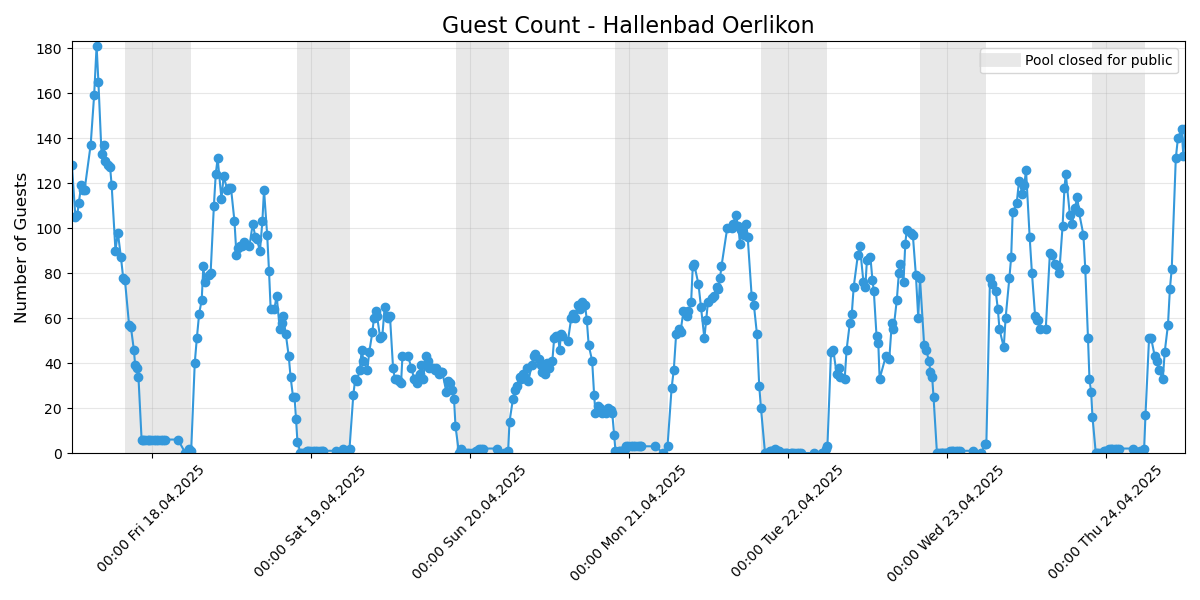 Guest Count - Hallenbad Oerlikon
Pool closed for public
Number of Guests
180
160
140
120
100
80
60
40
20
0
00:00 Fri 18.04.2025
00:00 Sat 19.04.2025
00:00 Sun 20.04.2025
00:00 Mon 21.04.2025
00:00 Tue 22.04.2025
00:00 Wed 23.04.2025
00:00 Thu 24.04.2025